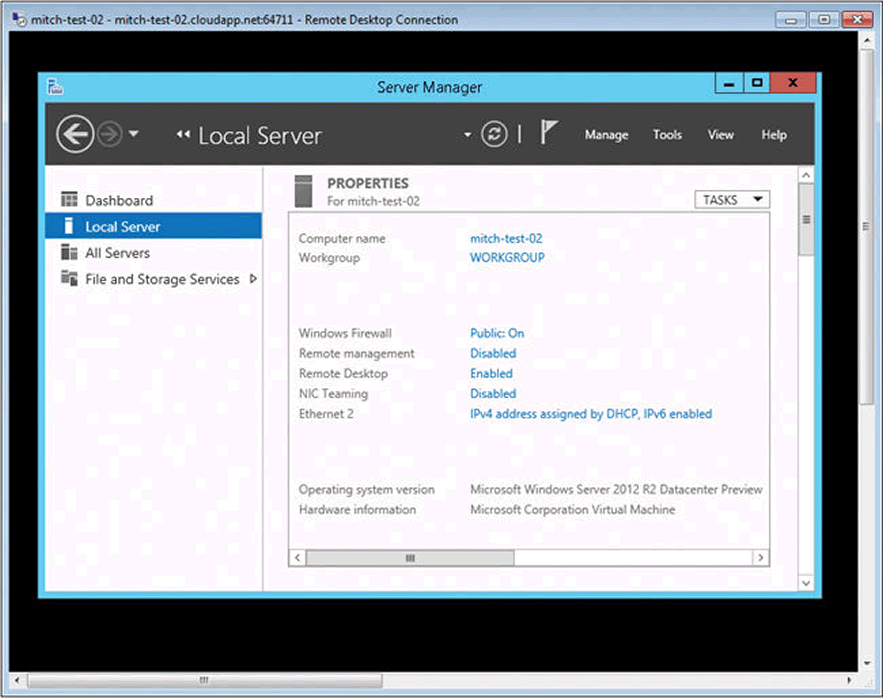 mitch-test-02 - mitch-test-02.cloudapp.net:64711 - Remote Desktop Connection
Server Manager
Local Server
Manage Tools View Help
Dashboard
Local Server
All Servers
File and Storage Services
PROPERTIES
For mitch-test-02
TASKS
Computer name mitch-test-02
Workgroup WORKGROUP
Windows Firewall Public: On
Remote management Disabled
Remote Desktop Enabled
NIC Teaming Disabled
Ethernet 2 IPv4 address assigned by DHCP, IPv6 enabled
Operating system version Microsoft Windows Server 2012 R2 Datacenter Preview
Hardware information Microsoft Corporation Virtual Machine